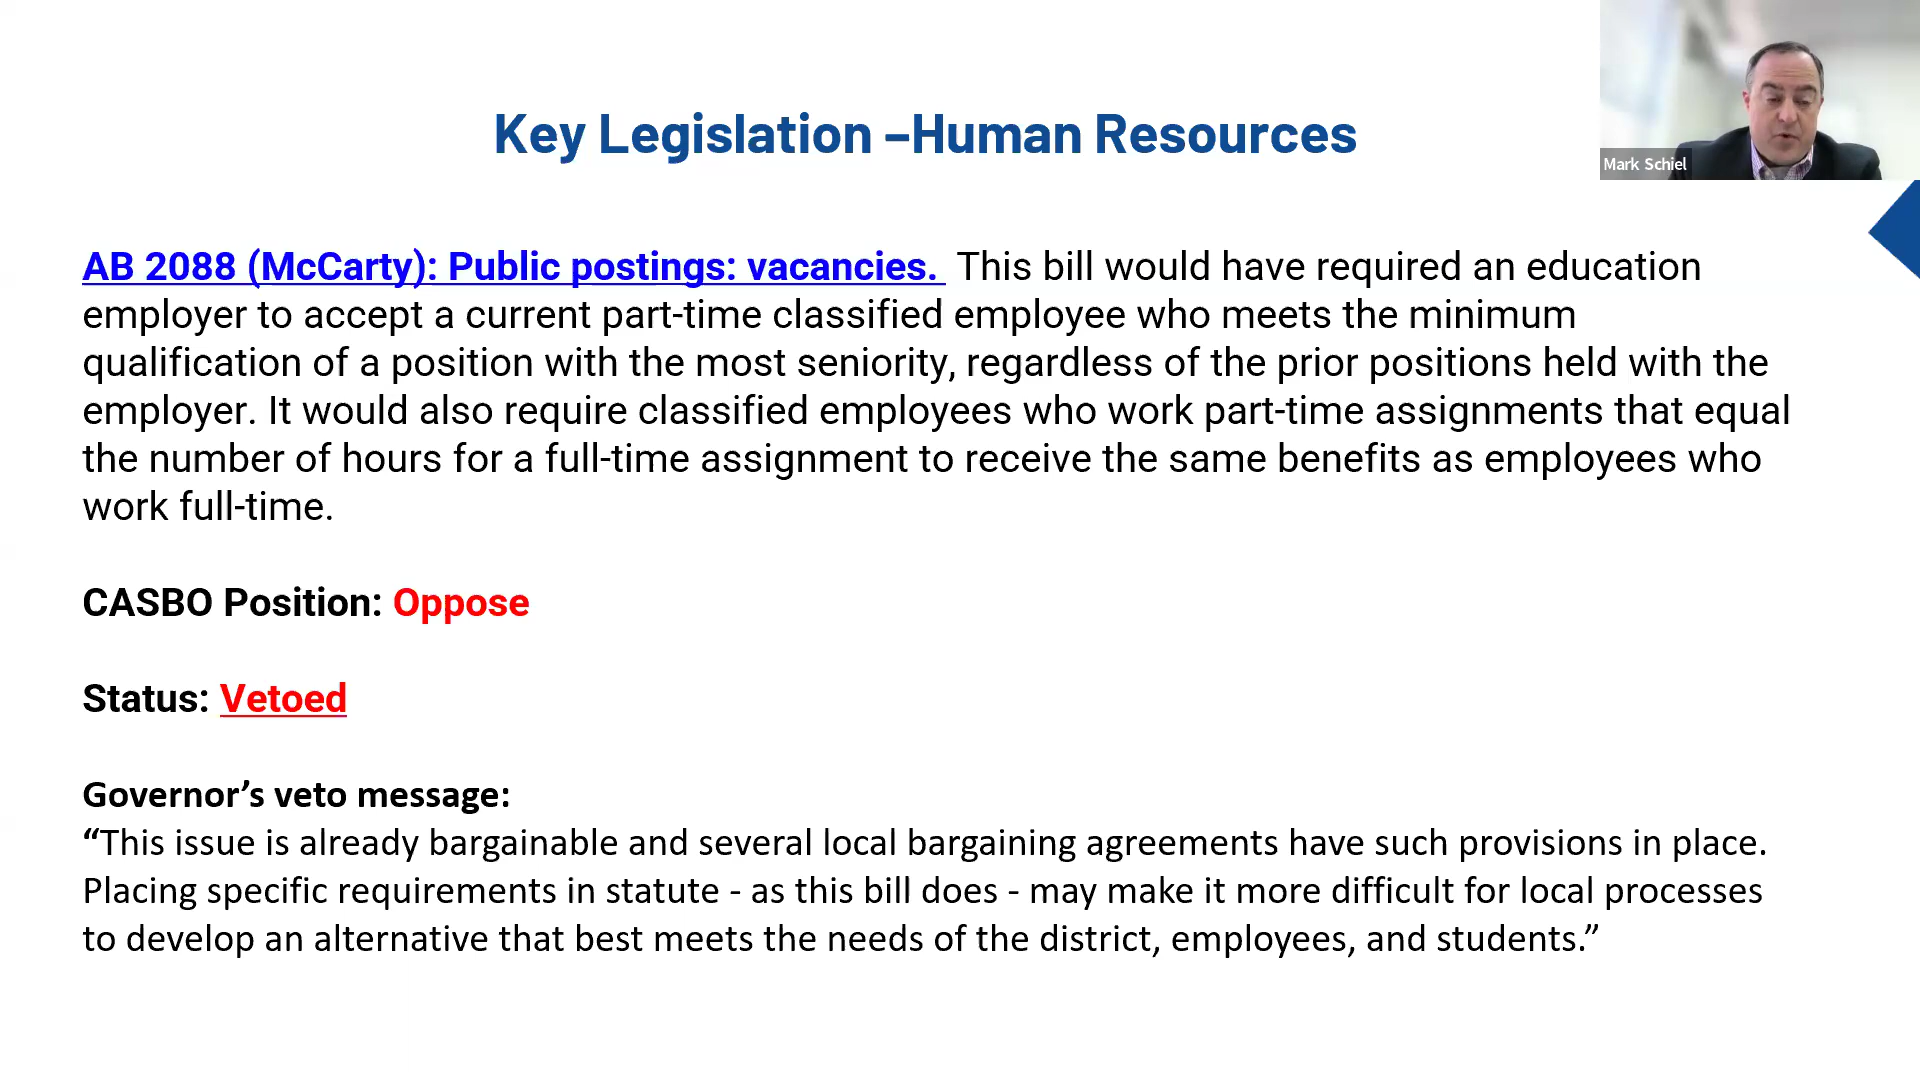 Key Legislation –Human Resources
Mark Schiel
AB 2088 (McCarty): Public postings: vacancies. This bill would have required an education
employer to accept a current part-time classified employee who meets the minimum
qualification of a position with the most seniority, regardless of the prior positions held with the
employer. It would also require classified employees who work part-time assignments that equal
the number of hours for a full-time assignment to receive the same benefits as employees who
work full-time.
CASBO Position: Oppose
Status: Vetoed
Governor’s veto message:
“This issue is already bargainable and several local bargaining agreements have such provisions in place.
Placing specific requirements in statute - as this bill does - may make it more difficult for local processes
to develop an alternative that best meets the needs of the district, employees, and students.”